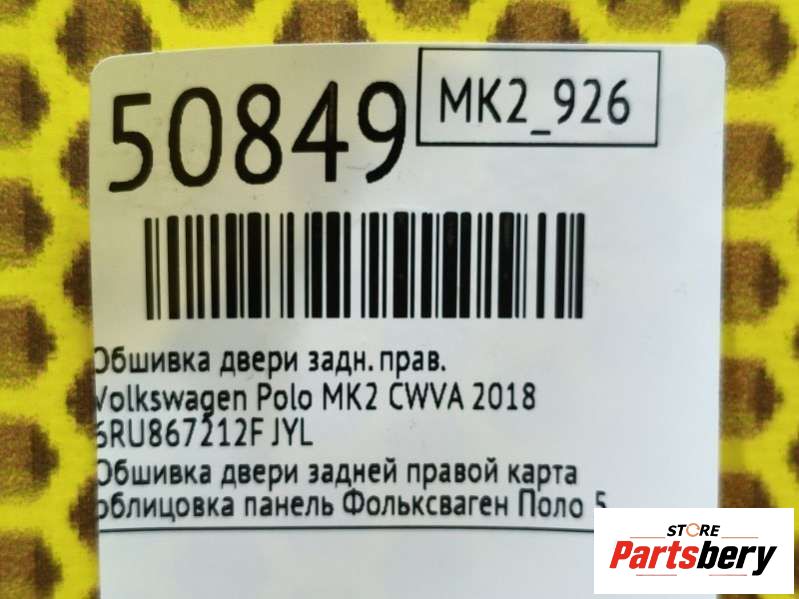 50849
MK2_926
Обшивка двери задн. прав.
Volkswagen Polo MK2 CWVA 2018
6RU867212F JYL
Обшивка двери задней правой карта
облицовка панель Фольксваген Поло 5
STORE
Partsbery